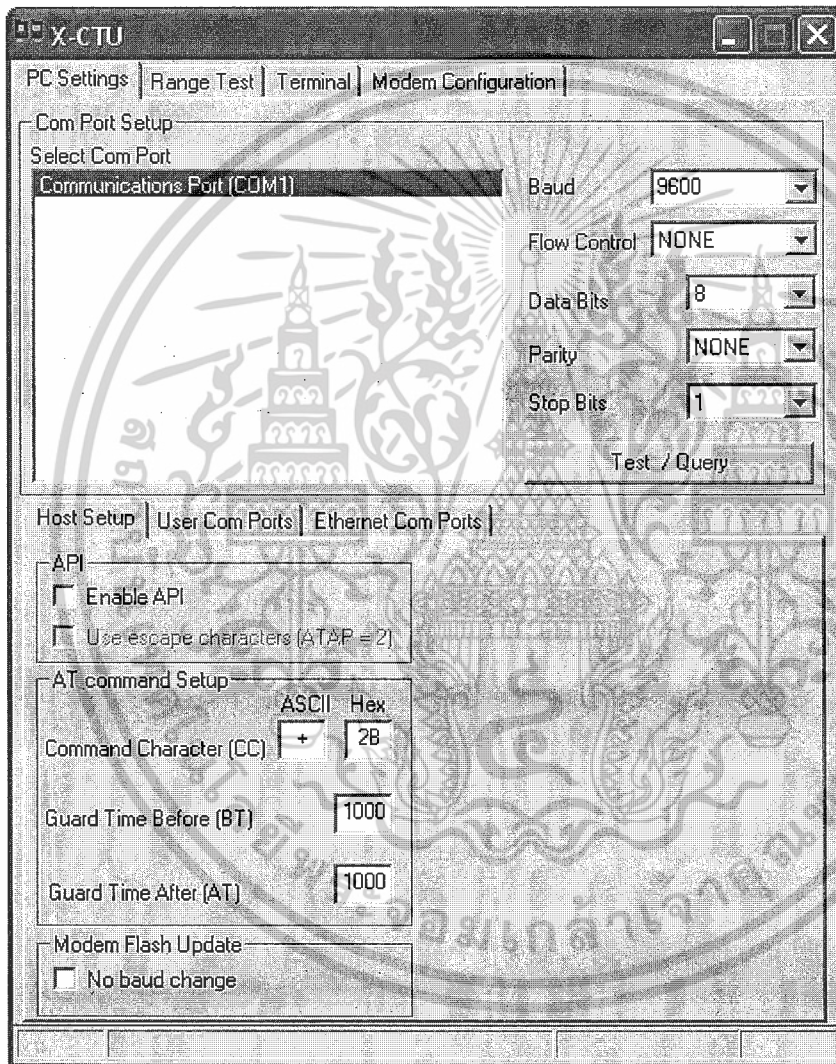 X-CTU
PC Settings Range Test Terminal Modem Configuration
Com Port Setup
Select Com Port
Communications Port (COM1)
Baud 9600
Flow Control NONE
Data Bits 8
Parity NONE
Stop Bits 1
Test / Query
Host Setup User Com Ports Ethernet Com Ports
API
Enable API
Use escape characters (ATAP = 2)
AT command Setup
ASCII Hex
Command Character (CC) + 2B
Guard Time Before (BT) 1000
Guard Time After (AT) 1000
Modem Flash Update
No baud change